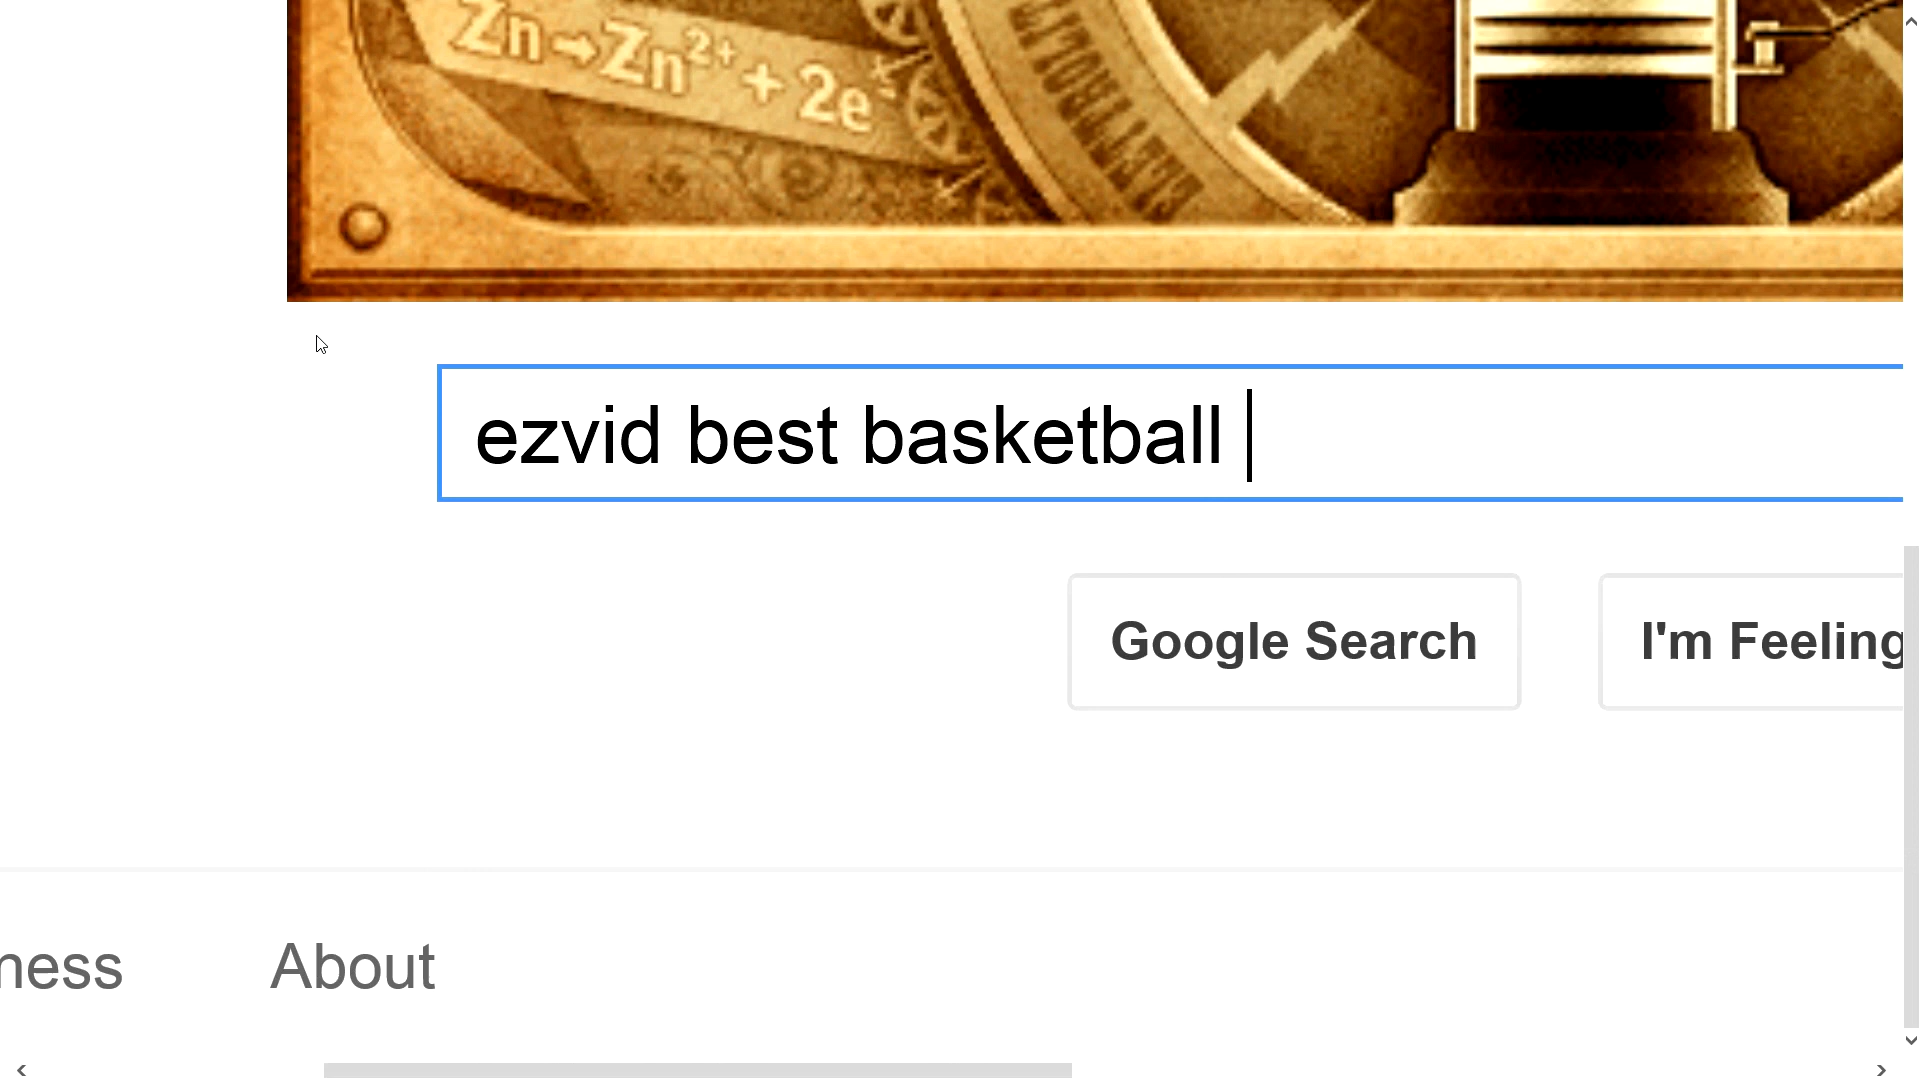 Zn→Zn²⁺ + 2e⁻
ezvid best basketball
Google Search
I'm Feeling
ness
About